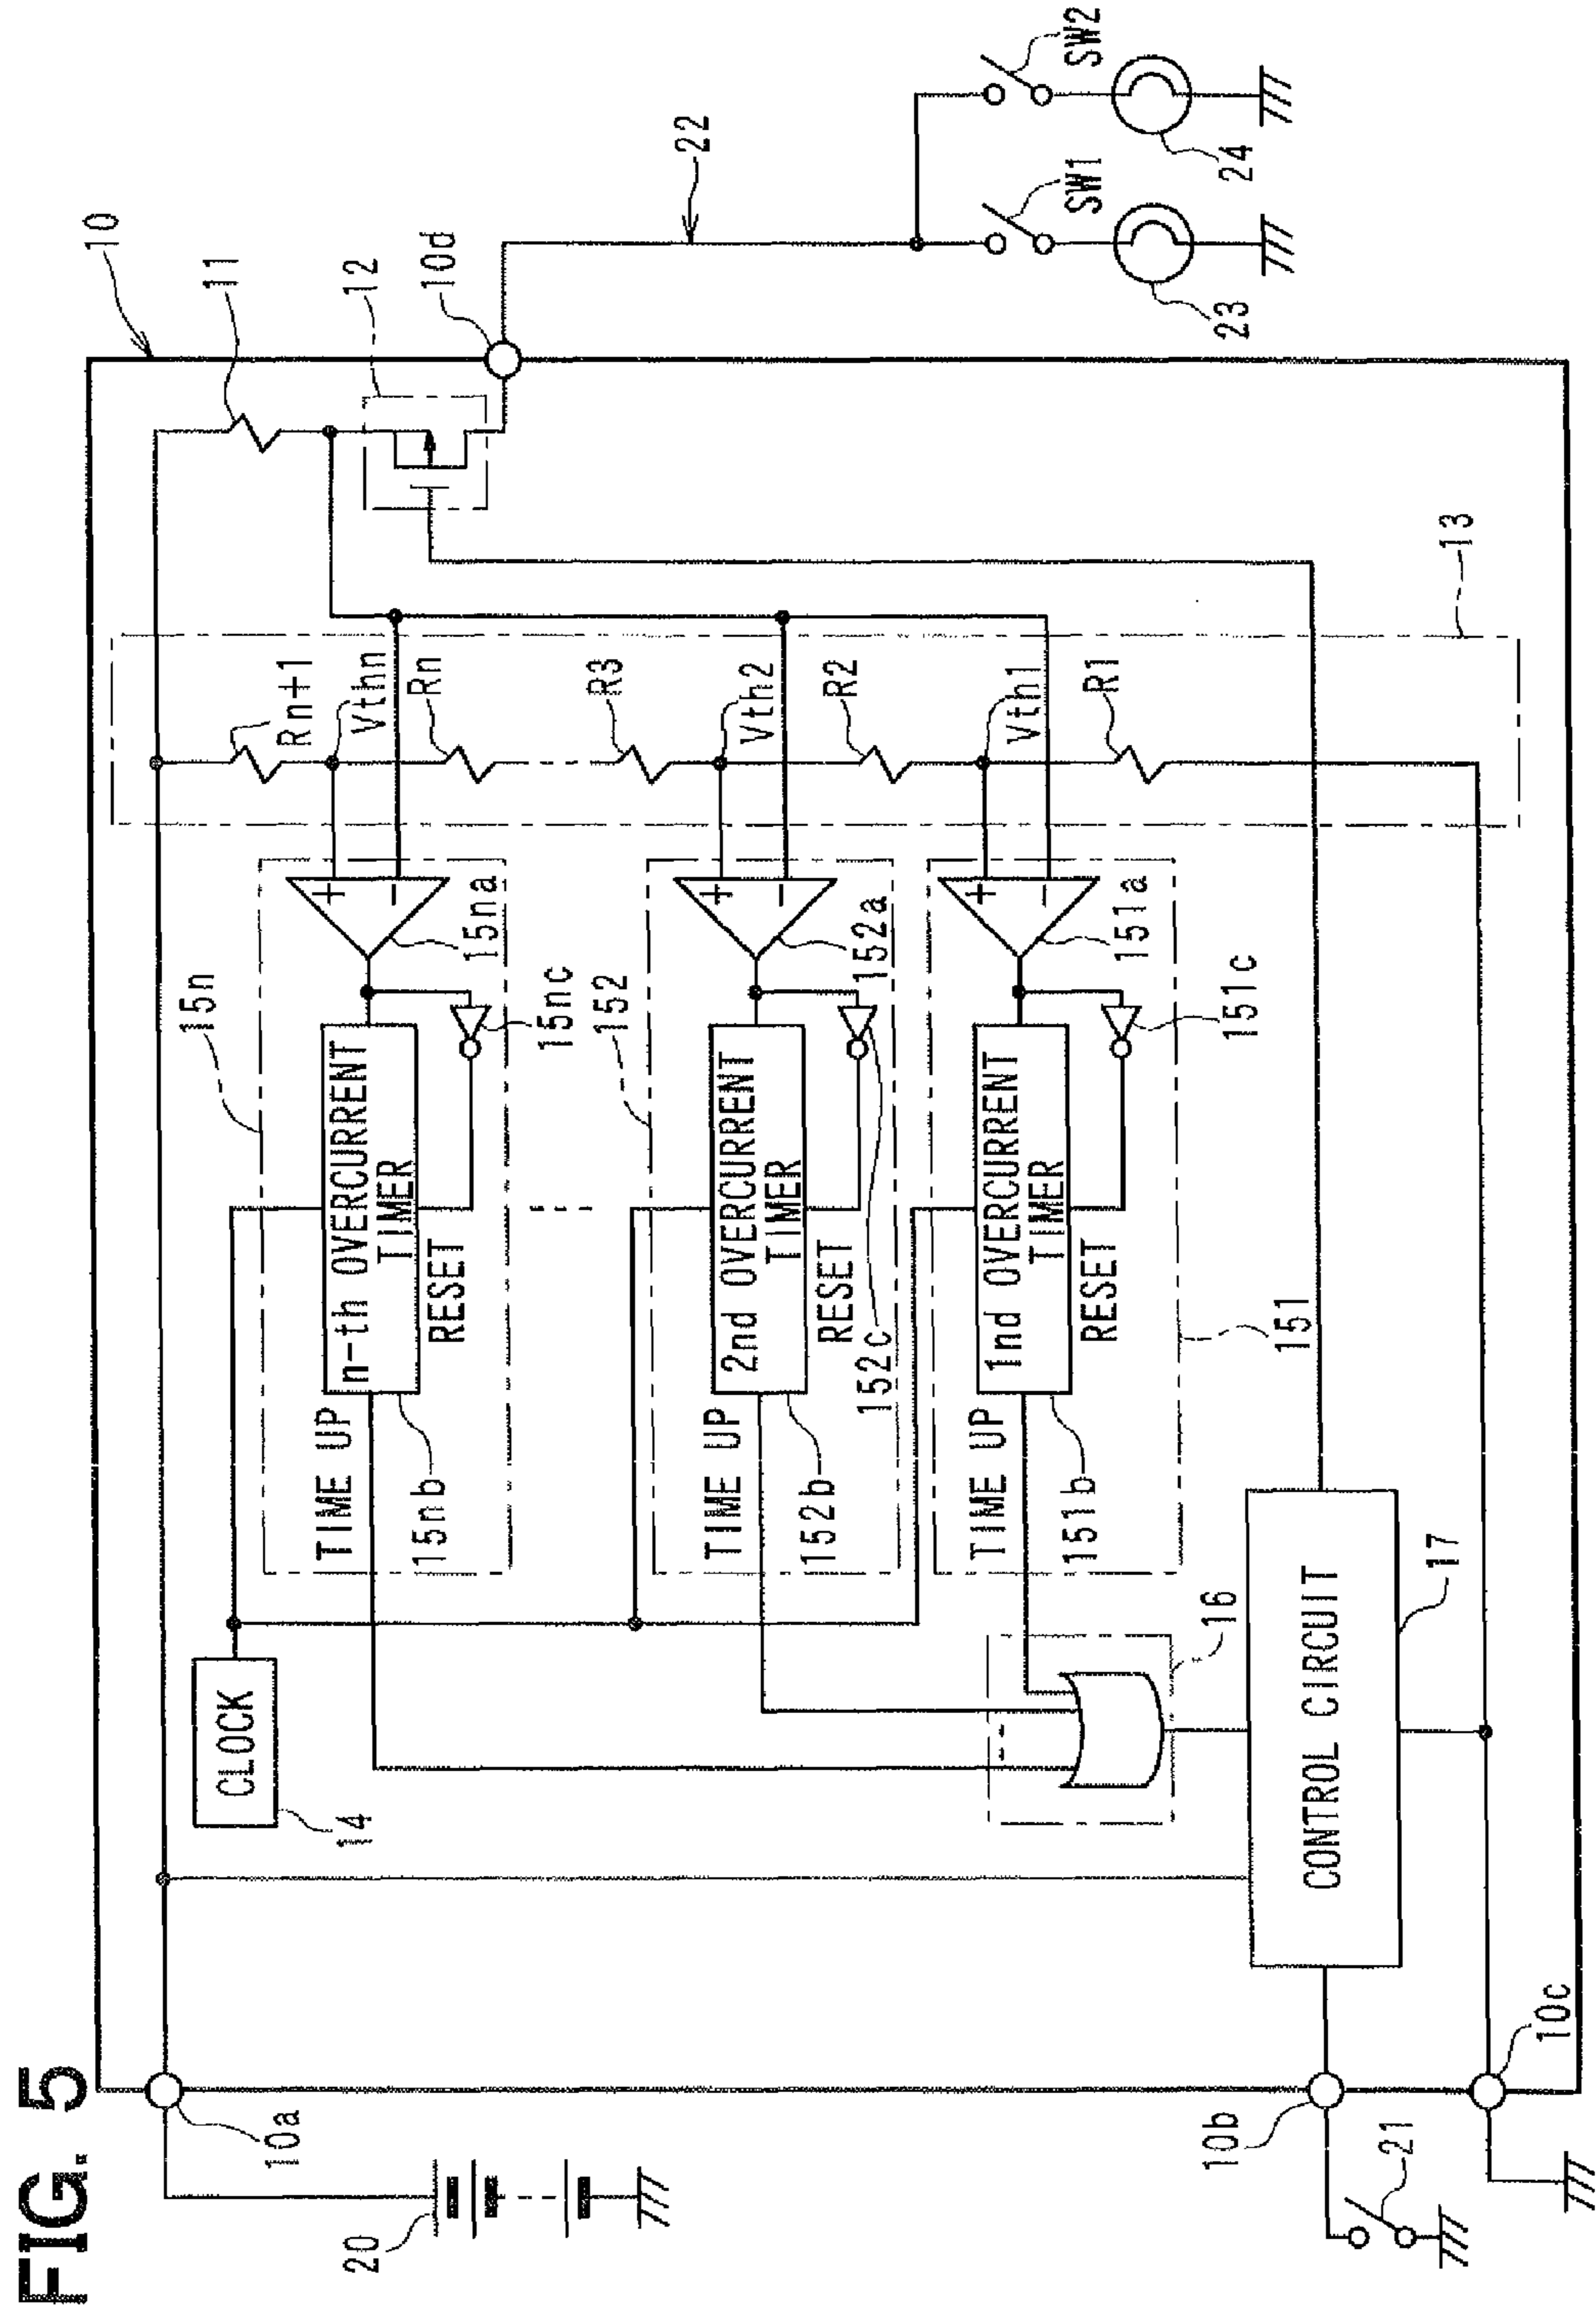 FIG. 5
10
11
12
10d
22
SW1
SW2
23
24
13
Rn+1
Vthn
Rn
R3
Vth2
R2
Vth1
R1
15n
+
−
15na
15nc
n-th OVERCURRENT
TIMER
RESET
TIME UP
15nb
152
+
−
152a
2nd OVERCURRENT
TIMER
RESET
152c
TIME UP
152b
+
−
151a
151c
1nd OVERCURRENT
TIMER
RESET
151
TIME UP
151b
CLOCK
14
16
CONTROL CIRCUIT
17
10a
20
10b
21
10c